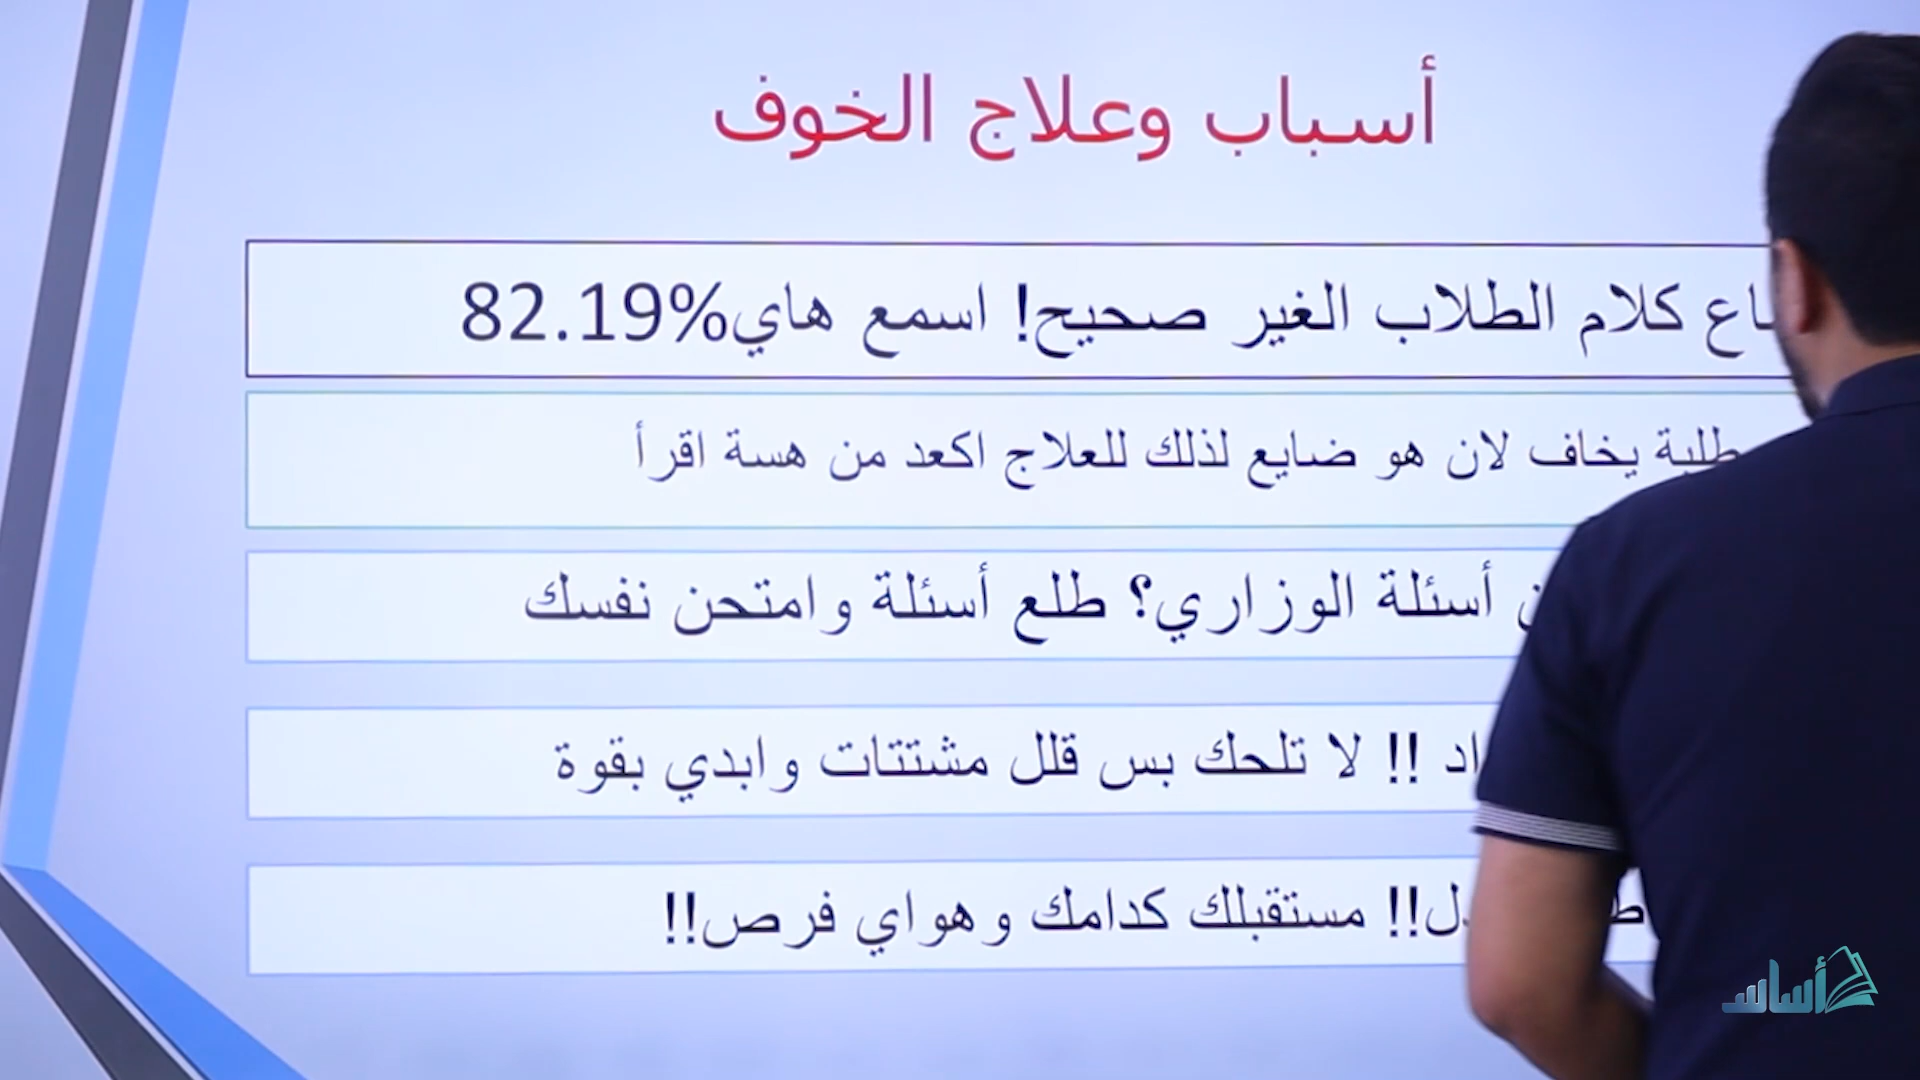 أسباب وعلاج الخوف
كلام الطلاب الغير صحيح! اسمع هاي82.19%
يخاف لان هو ضايع لذلك للعلاج اكعد من هسة اقرأ
أسئلة الوزاري؟ طلع أسئلة وامتحن نفسك
!! لا تلحك بس قلل مشتتات وابدي بقوة
!! مستقبلك كدامك وهواي فرص!!
أساس